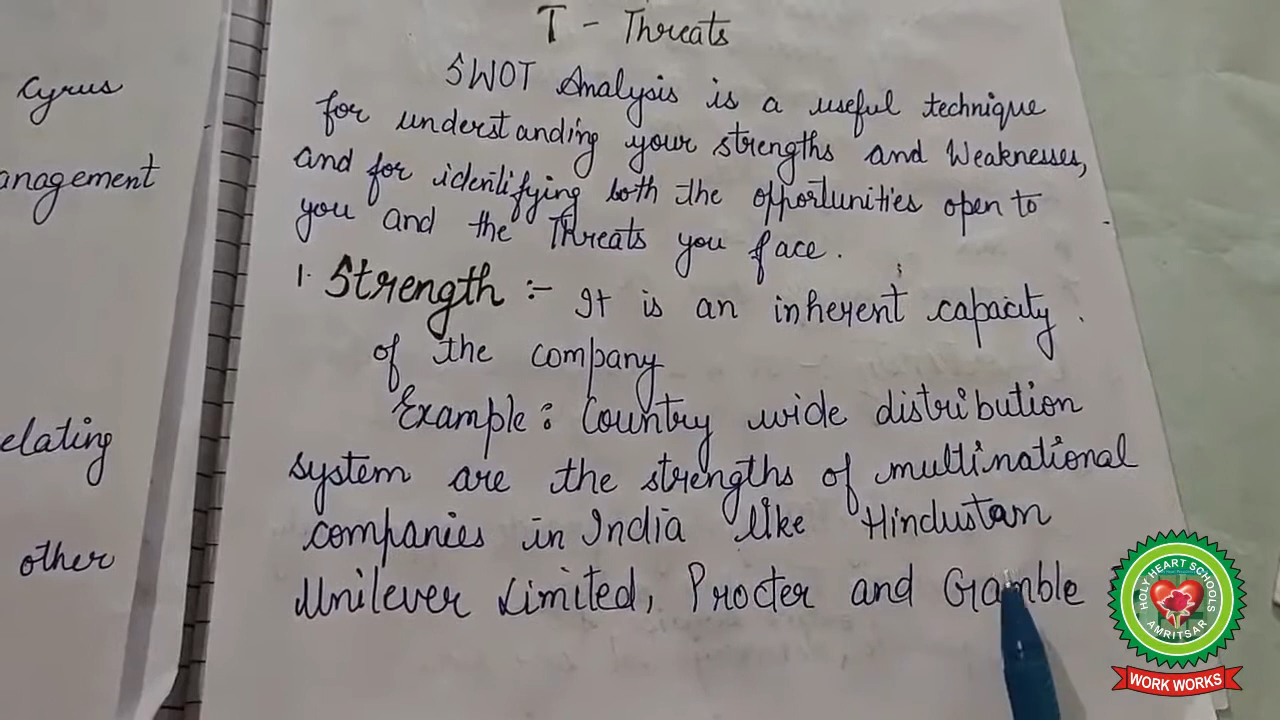 Cyrus
anagement
elating
other
T - Threats
SWOT Analysis is a useful technique
for understanding your strengths and Weaknesses,
and for identifying both the opportunities open to
you and the Threats you face.
1. Strength :- It is an inherent capacity
of the company
Example : Country wide distribution
system are the strengths of multinational
companies in India like Hindustan
Unilever Limited, Procter and Gamble
HOLY HEART SCHOOLS
AMRITSAR
WORK WORKS